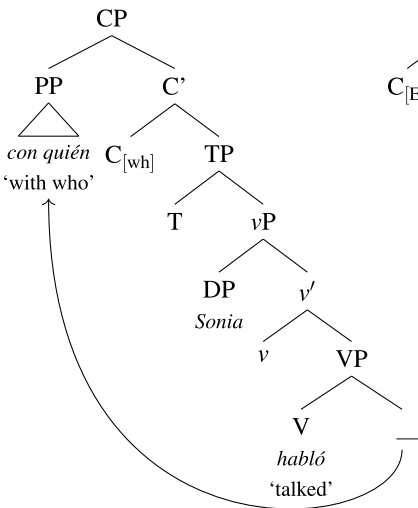 CP
PP C’
C[E
con quién C[wh] TP
‘with who’
T vP
DP v′
Sonia
v VP
V
habló
‘talked’